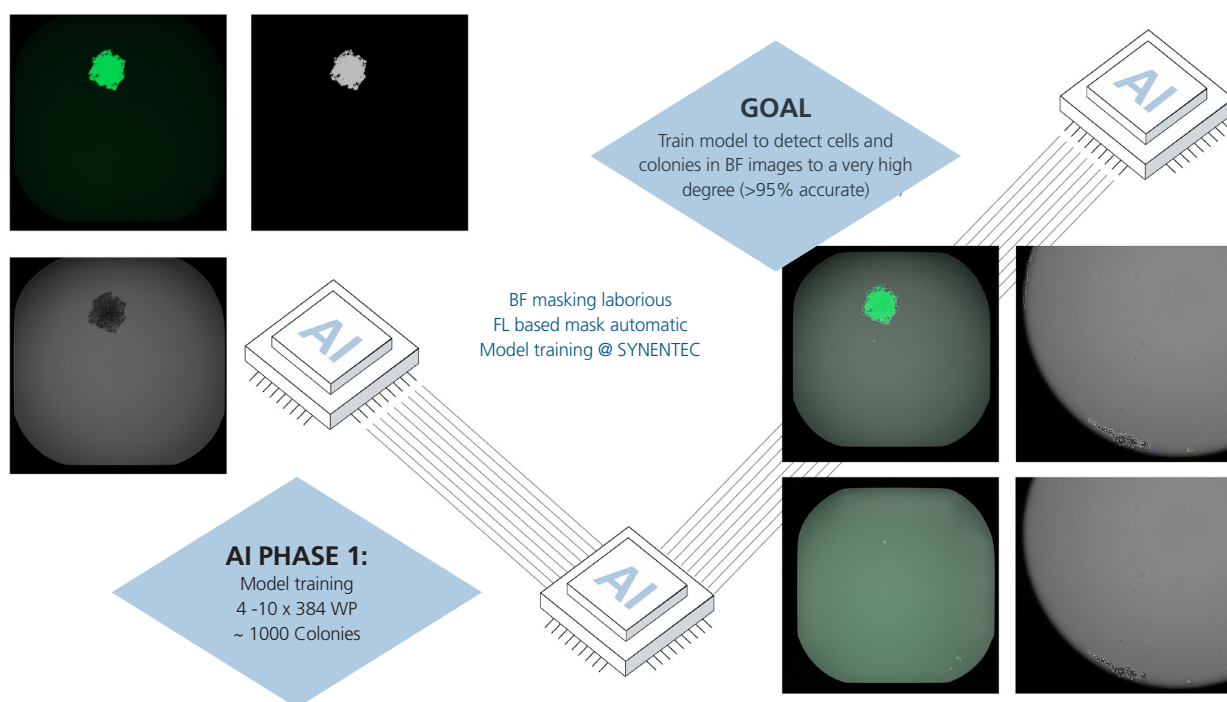 GOAL
Train model to detect cells and
colonies in BF images to a very high
degree (>95% accurate)
AI
BF masking laborious
FL based mask automatic
Model training @ SYNENTEC
AI
AI PHASE 1:
Model training
4 -10 x 384 WP
~ 1000 Colonies
AI